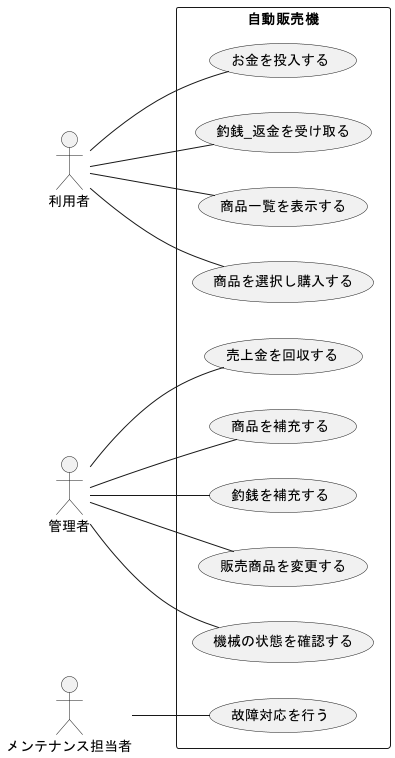 自動販売機
お金を投入する
釣銭_返金を受け取る
利用者
商品一覧を表示する
商品を選択し購入する
売上金を回収する
商品を補充する
釣銭を補充する
管理者
販売商品を変更する
機械の状態を確認する
故障対応を行う
メンテナンス担当者